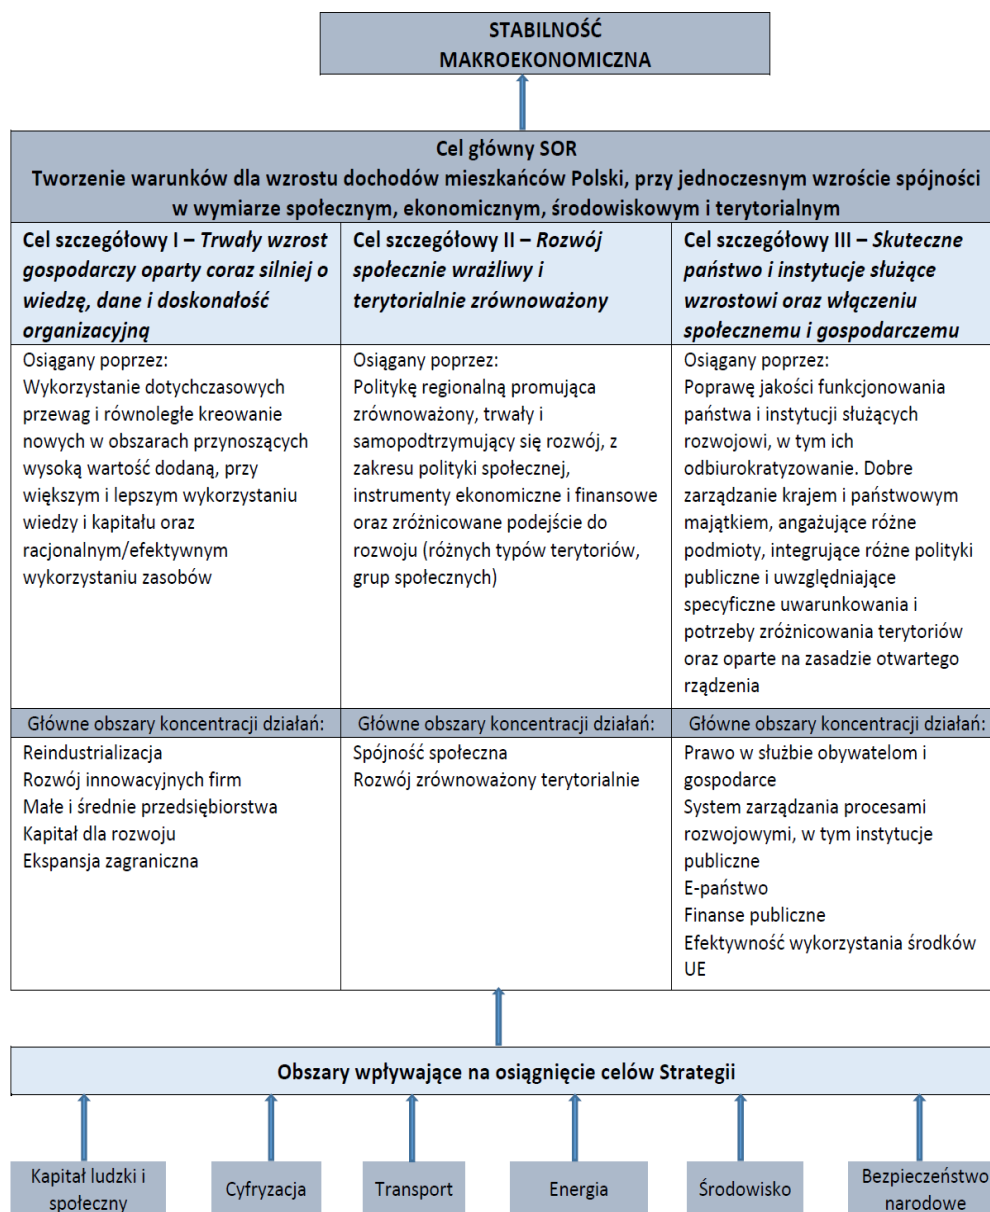 STABILNOŚĆ
MAKROEKONOMICZNA
Cel główny SOR
Tworzenie warunków dla wzrostu dochodów mieszkańców Polski, przy jednoczesnym wzroście spójności
w wymiarze społecznym, ekonomicznym, środowiskowym i terytorialnym
Cel szczegółowy I – Trwały wzrost
gospodarczy oparty coraz silniej o
wiedzę, dane i doskonałość
organizacyjną
Cel szczegółowy II – Rozwój
społecznie wrażliwy i
terytorialnie zrównoważony
Cel szczegółowy III – Skuteczne
państwo i instytucje służące
wzrostowi oraz włączeniu
społecznemu i gospodarczemu
Osiągany poprzez:
Wykorzystanie dotychczasowych
przewag i równoległe kreowanie
nowych w obszarach przynoszących
wysoką wartość dodaną, przy
większym i lepszym wykorzystaniu
wiedzy i kapitału oraz
racjonalnym/efektywnym
wykorzystaniu zasobów
Osiągany poprzez:
Politykę regionalną promująca
zrównoważony, trwały i
samopodtrzymujący się rozwój, z
zakresu polityki społecznej,
instrumenty ekonomiczne i finansowe
oraz zróżnicowane podejście do
rozwoju (różnych typów terytoriów,
grup społecznych)
Osiągany poprzez:
Poprawę jakości funkcjonowania
państwa i instytucji służących
rozwojowi, w tym ich
odbiurokratyzowanie. Dobre
zarządzanie krajem i państwowym
majątkiem, angażujące różne
podmioty, integrujące różne polityki
publiczne i uwzględniające
specyficzne uwarunkowania i
potrzeby zróżnicowania terytoriów
oraz oparte na zasadzie otwartego
rządzenia
Główne obszary koncentracji działań:
Główne obszary koncentracji działań:
Główne obszary koncentracji działań:
Reindustrializacja
Rozwój innowacyjnych firm
Małe i średnie przedsiębiorstwa
Kapitał dla rozwoju
Ekspansja zagraniczna
Spójność społeczna
Rozwój zrównoważony terytorialnie
Prawo w służbie obywatelom i
gospodarce
System zarządzania procesami
rozwojowymi, w tym instytucje
publiczne
E-państwo
Finanse publiczne
Efektywność wykorzystania środków
UE
Obszary wpływające na osiągnięcie celów Strategii
Kapitał ludzki i
społeczny
Cyfryzacja
Transport
Energia
Środowisko
Bezpieczeństwo
narodowe